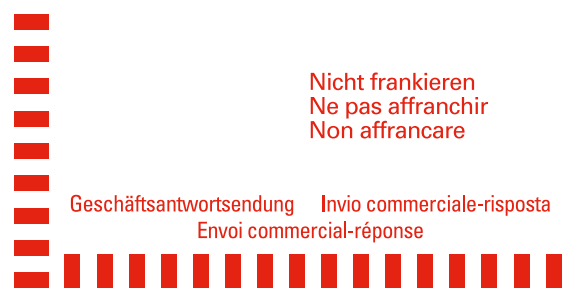 Nicht frankieren
Ne pas affranchir
Non affrancare
Geschäftsantwortsendung Invio commerciale-risposta
Envoi commercial-réponse